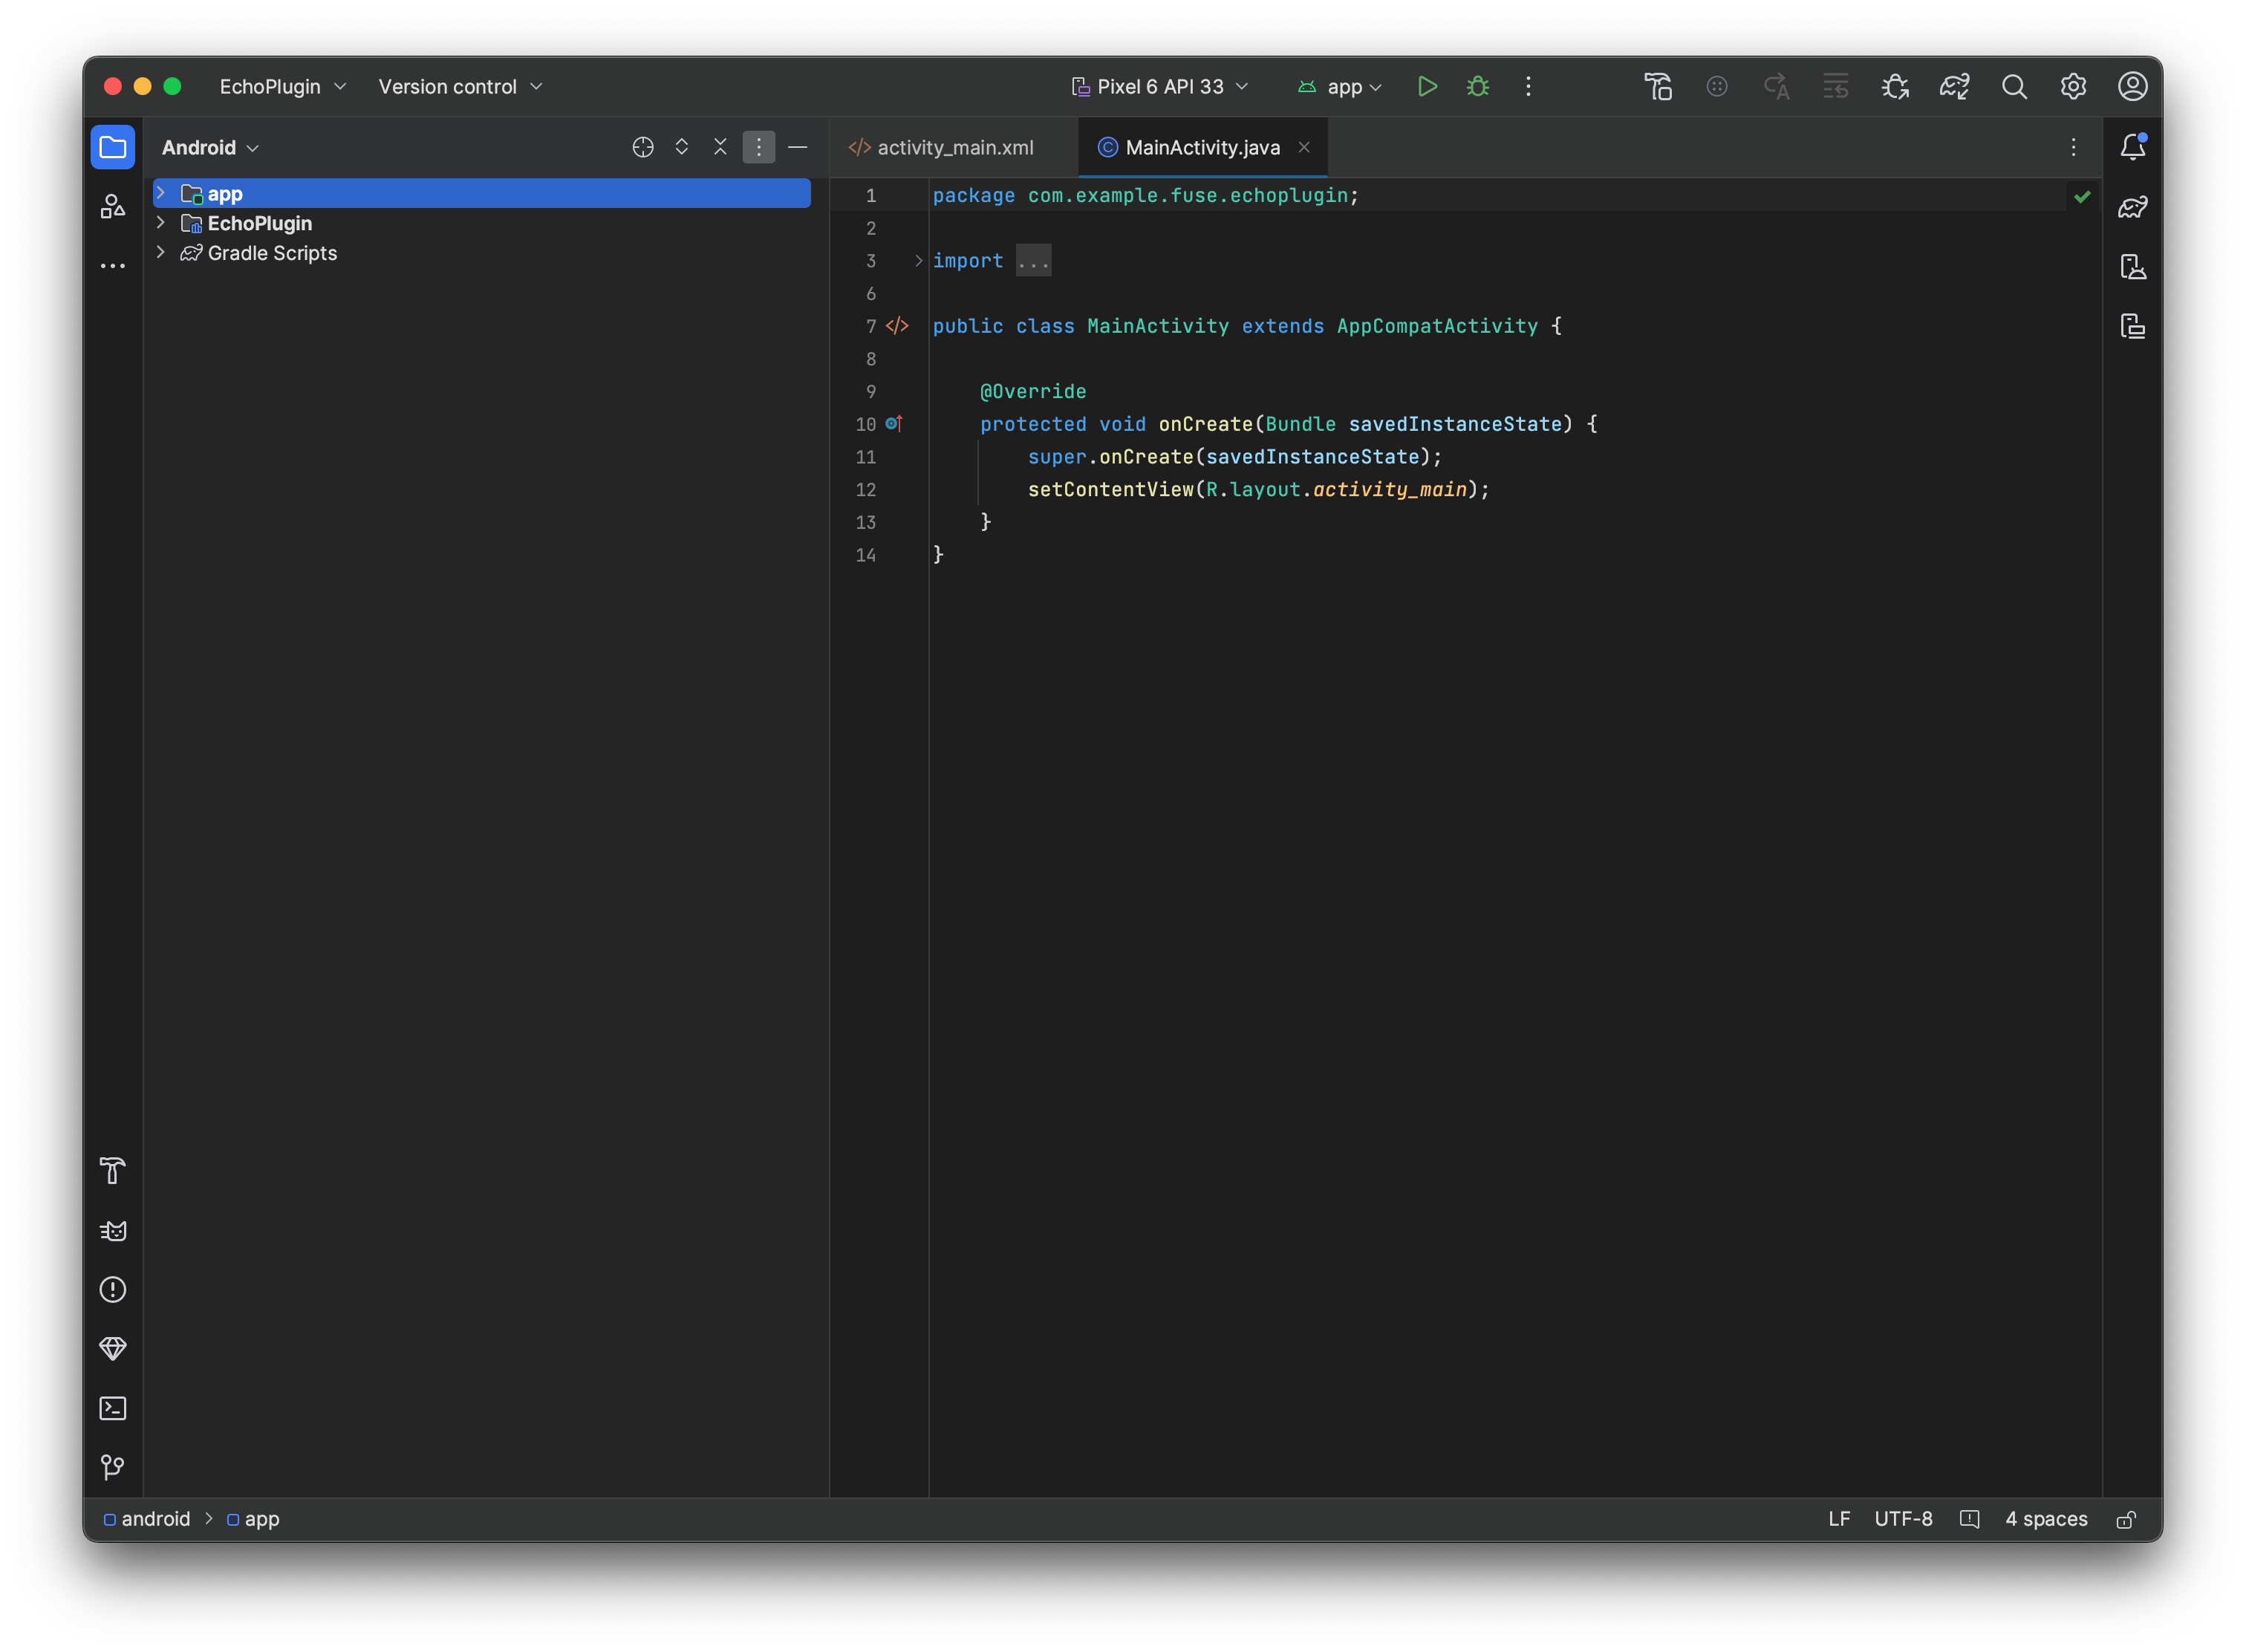 EchoPlugin Version control Pixel 6 API 33 app
Android
app
EchoPlugin
Gradle Scripts
activity_main.xml MainActivity.java
1 package com.example.fuse.echoplugin;
2
3 import ...
6
7 public class MainActivity extends AppCompatActivity {
8
9 @Override
10 protected void onCreate(Bundle savedInstanceState) {
11 super.onCreate(savedInstanceState);
12 setContentView(R.layout.activity_main);
13 }
14 }
android > app
LF UTF-8 4 spaces